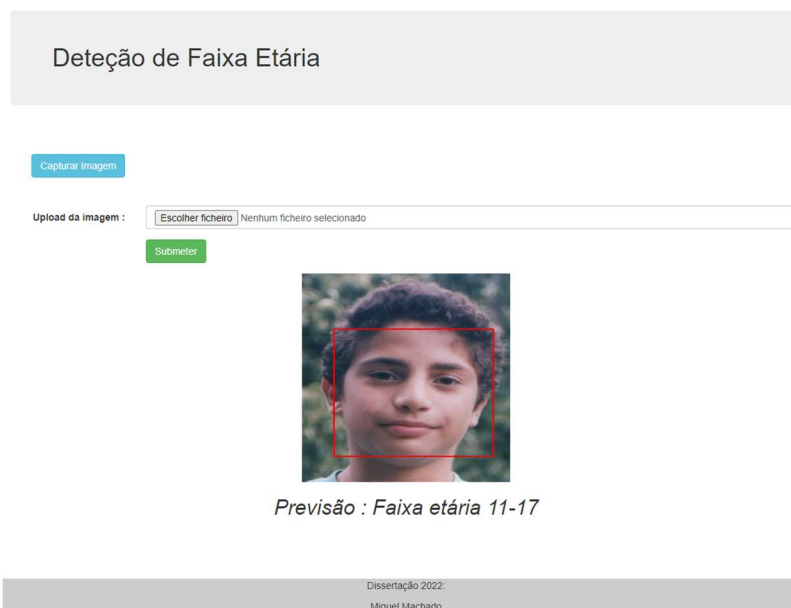 Deteção de Faixa Etária
Capturar Imagem
Upload da imagem :
Escolher ficheiro Nenhum ficheiro selecionado
Submeter
Previsão : Faixa etária 11-17
Dissertação 2022:
Miguel Machado